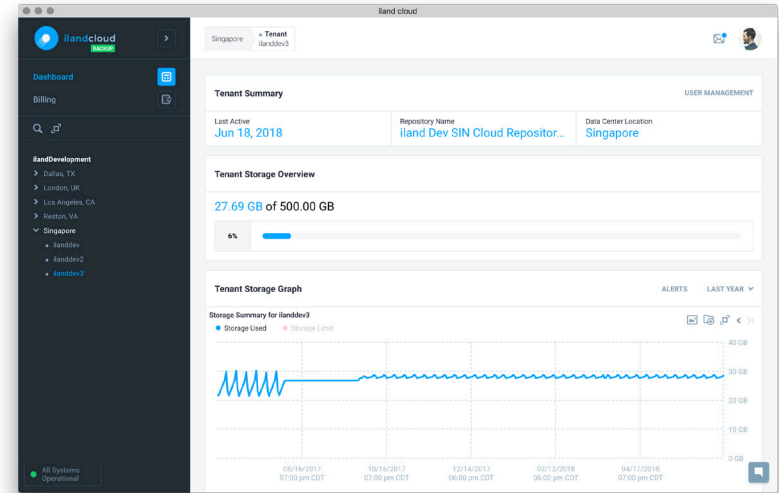 iland cloud
ilandcloud
BACKUP
Dashboard
Billing
ilandDevelopment
Dallas, TX
London, UK
Los Angeles, CA
Reston, VA
Singapore
ilanddev
ilanddev2
ilanddev3
All Systems
Operational
Singapore
Tenant
ilanddev3
Tenant Summary
USER MANAGEMENT
Last Active
Jun 18, 2018
Repository Name
iland Dev SIN Cloud Repositor...
Data Center Location
Singapore
Tenant Storage Overview
27.69 GB of 500.00 GB
6%
Tenant Storage Graph
ALERTS
LAST YEAR
Storage Summary for ilanddev3
Storage Used
Storage Limit
40 GB
30 GB
20 GB
10 GB
0 GB
08/16/2017
07:00 pm CDT
10/16/2017
07:00 pm CDT
12/14/2017
06:00 pm CDT
02/12/2018
06:00 pm CDT
04/17/2018
07:00 pm CDT